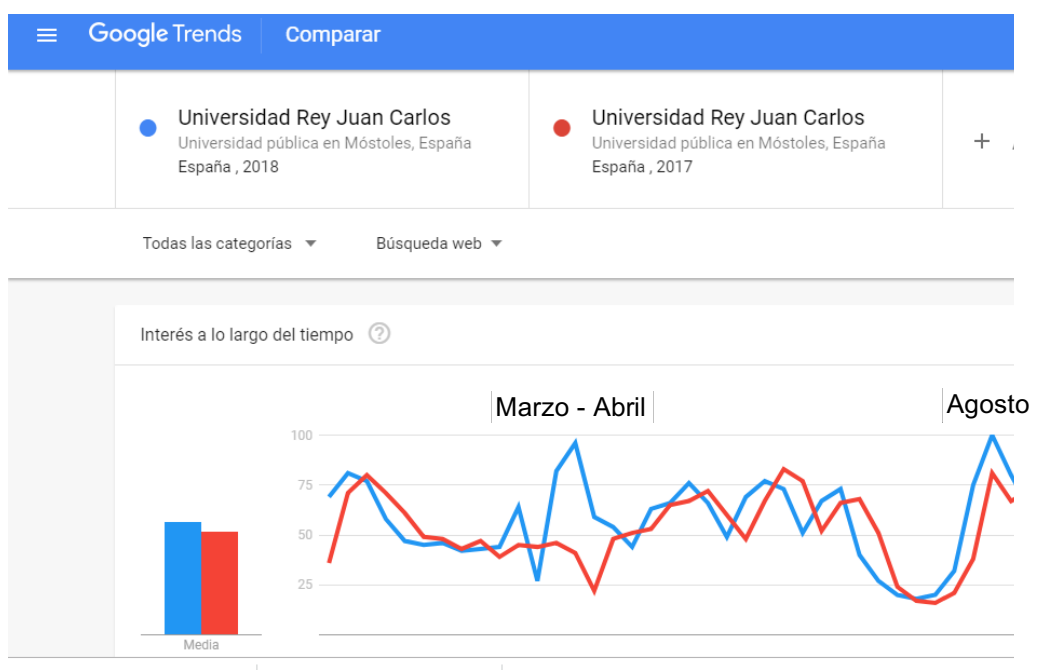 Google Trends Comparar
Universidad Rey Juan Carlos
Universidad pública en Móstoles, España
España , 2018
Universidad Rey Juan Carlos
Universidad pública en Móstoles, España
España , 2017
+
Todas las categorías
Búsqueda web
Interés a lo largo del tiempo ?
Marzo - Abril
Agosto
100
75
50
25
Media